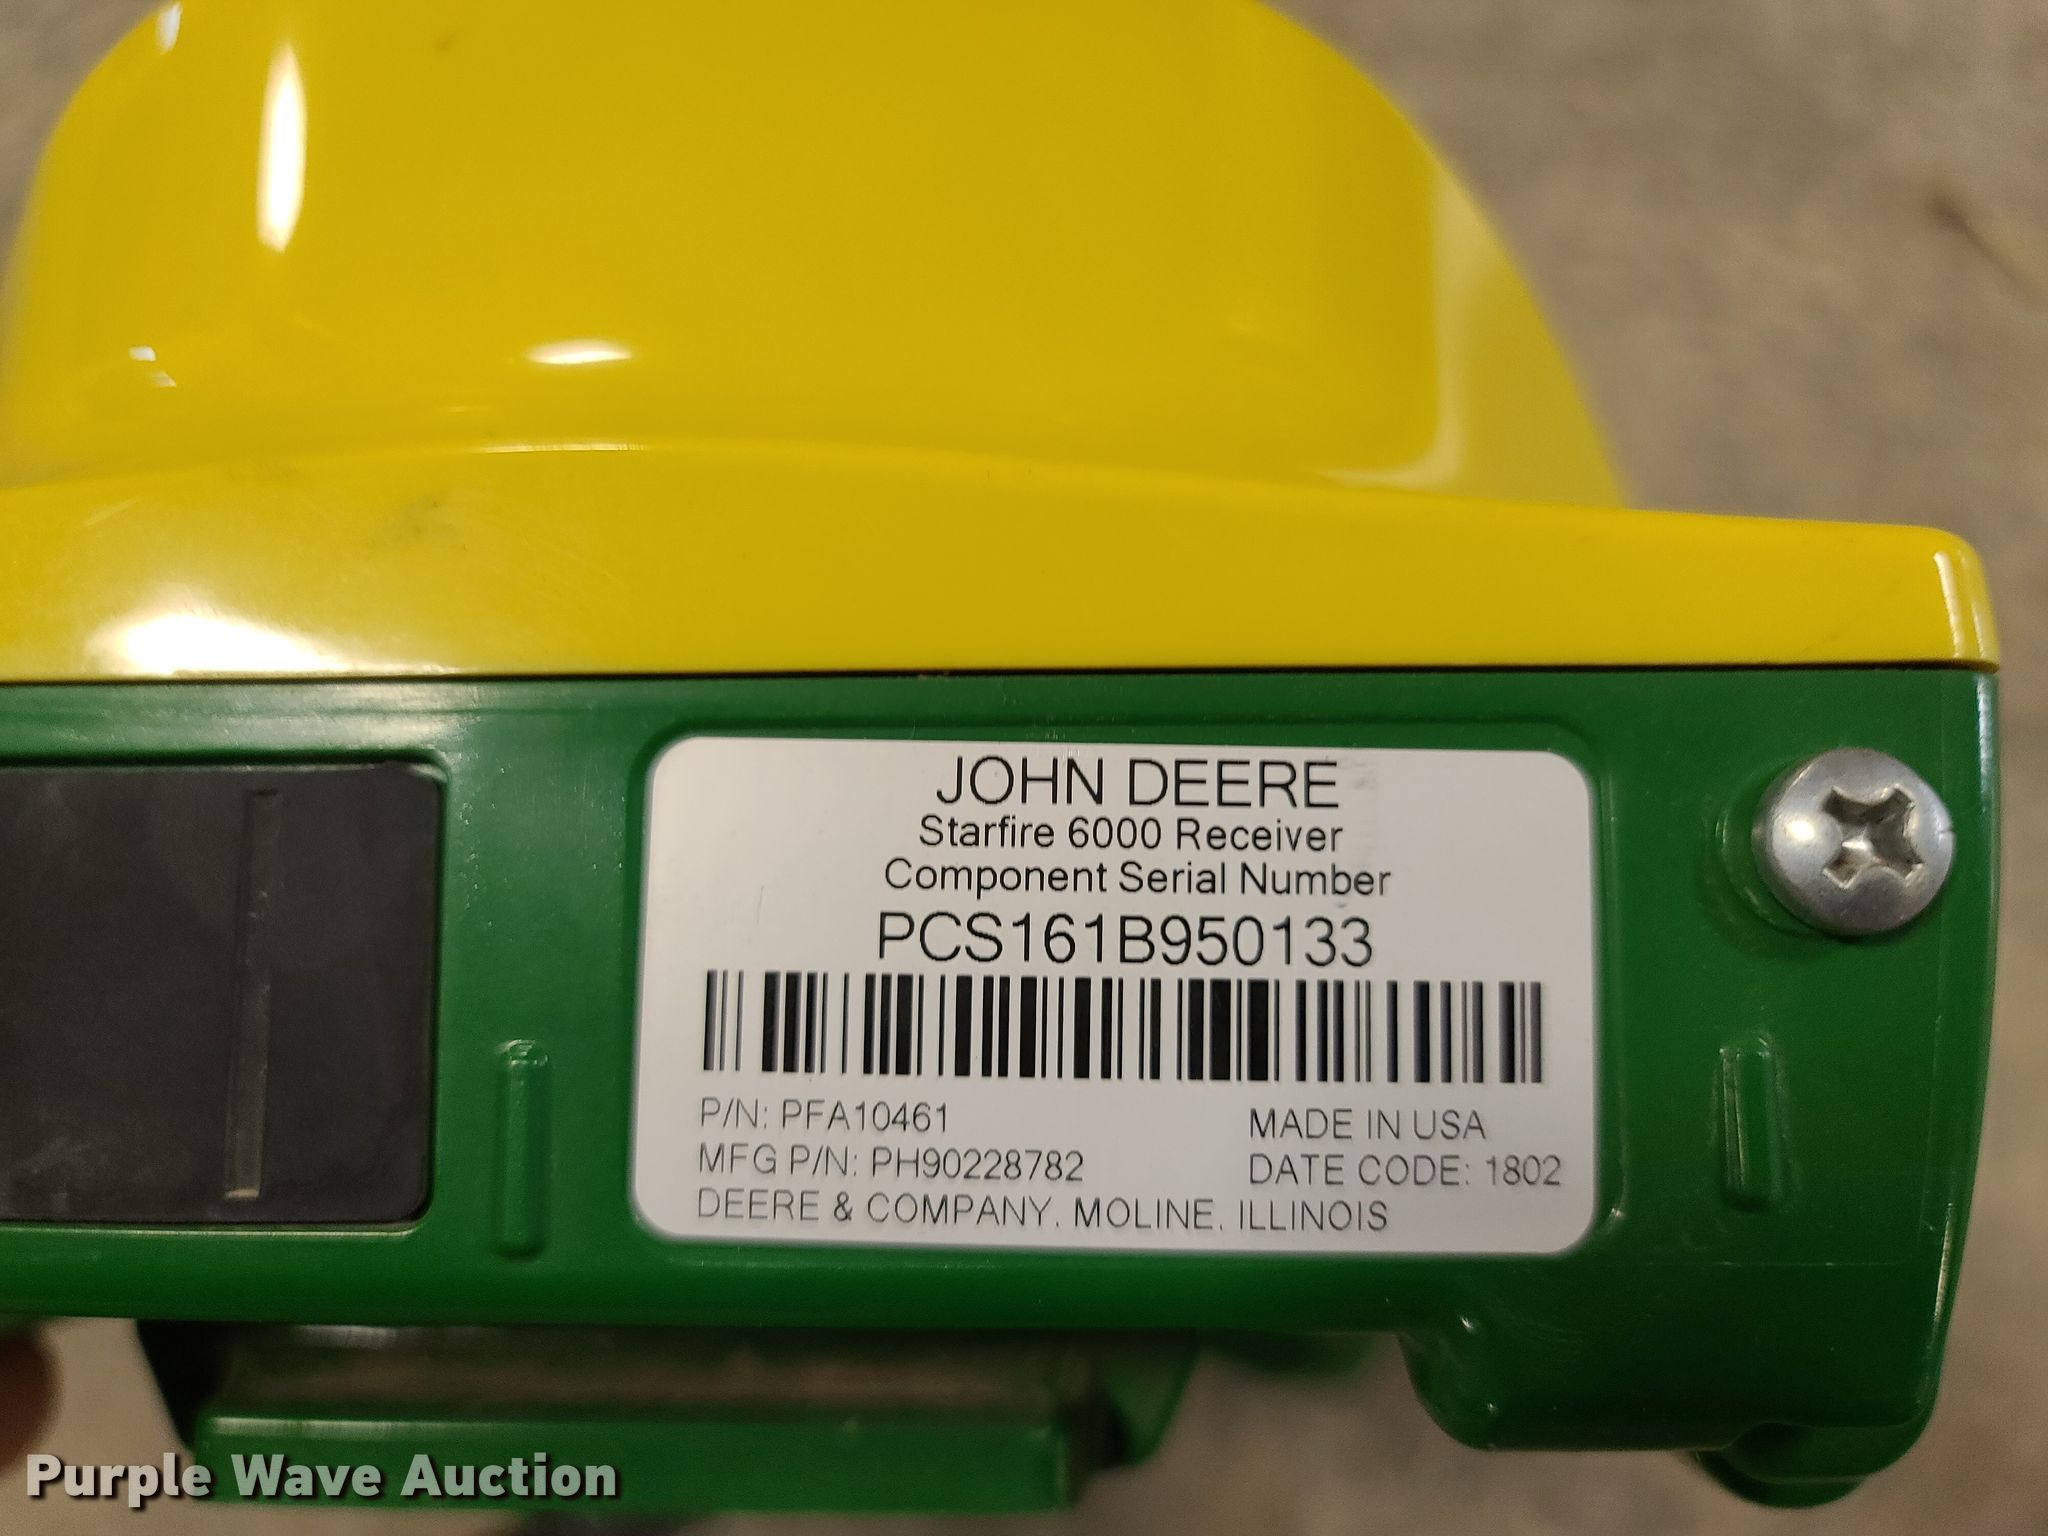 JOHN DEERE
Starfire 6000 Receiver
Component Serial Number
PCS161B950133
P/N: PFA10461
MADE IN USA
MFG P/N: PH90228782
DATE CODE: 1802
DEERE & COMPANY, MOLINE, ILLINOIS
Purple Wave Auction